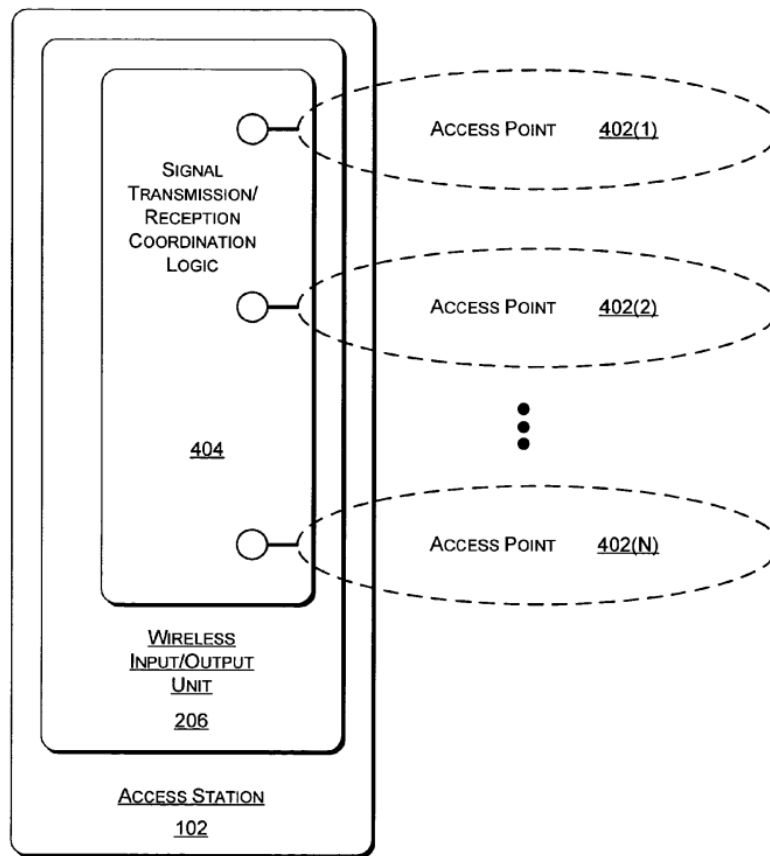 ACCESS POINT 402(1)
SIGNAL
TRANSMISSION/
RECEPTION
COORDINATION
LOGIC
ACCESS POINT 402(2)
404
ACCESS POINT 402(N)
WIRELESS
INPUT/OUTPUT
UNIT
206
ACCESS STATION
102